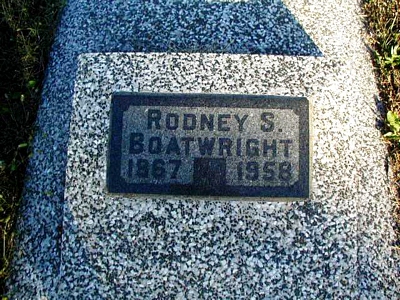 RODNEY S.
BOATWRIGHT
1867 1958